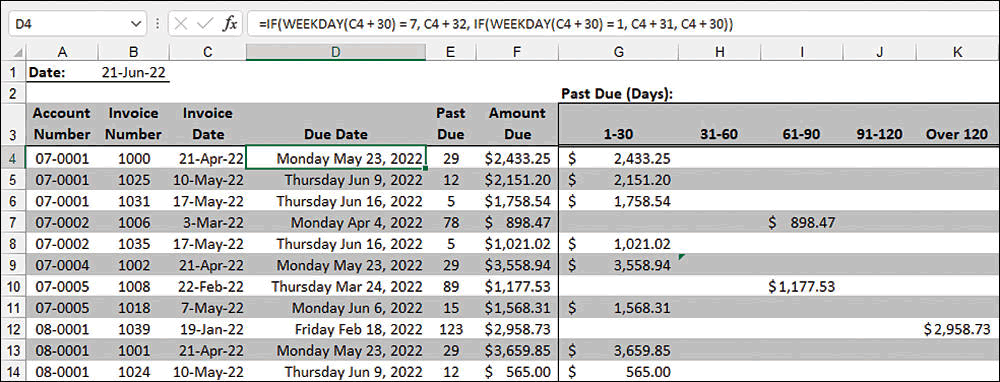 D4 fx =IF(WEEKDAY(C4 + 30) = 7, C4 + 32, IF(WEEKDAY(C4 + 30) = 1, C4 + 31, C4 + 30))
A B C D E F G H I J K
1 Date: 21-Jun-22
2 Past Due (Days):
Account Invoice Invoice Past Amount
3 Number Number Date Due Date Due Due 1-30 31-60 61-90 91-120 Over 120
4 07-0001 1000 21-Apr-22 Monday May 23, 2022 29 $2,433.25 $ 2,433.25
5 07-0001 1025 10-May-22 Thursday Jun 9, 2022 12 $2,151.20 $ 2,151.20
6 07-0001 1031 17-May-22 Thursday Jun 16, 2022 5 $1,758.54 $ 1,758.54
7 07-0002 1006 3-Mar-22 Monday Apr 4, 2022 78 $ 898.47 $ 898.47
8 07-0002 1035 17-May-22 Thursday Jun 16, 2022 5 $1,021.02 $ 1,021.02
9 07-0004 1002 21-Apr-22 Monday May 23, 2022 29 $3,558.94 $ 3,558.94
10 07-0005 1008 22-Feb-22 Thursday Mar 24, 2022 89 $1,177.53 $1,177.53
11 07-0005 1018 7-May-22 Monday Jun 6, 2022 15 $1,568.31 $ 1,568.31
12 08-0001 1039 19-Jan-22 Friday Feb 18, 2022 123 $2,958.73 $2,958.73
13 08-0001 1001 21-Apr-22 Monday May 23, 2022 29 $3,659.85 $ 3,659.85
14 08-0001 1024 10-May-22 Thursday Jun 9, 2022 12 $ 565.00 $ 565.00